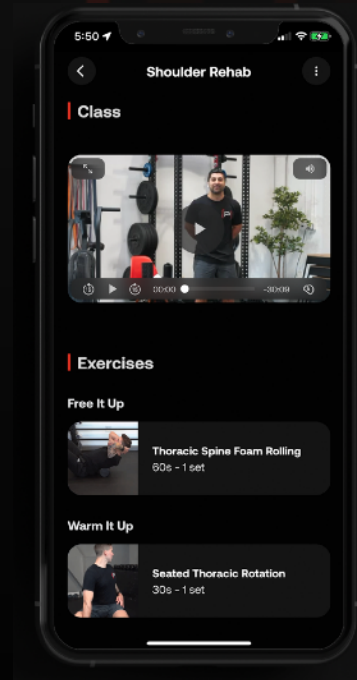 5:50
Shoulder Rehab
Class
00:00
-30:09
Exercises
Free It Up
Thoracic Spine Foam Rolling
60s - 1 set
Warm It Up
Seated Thoracic Rotation
30s - 1 set